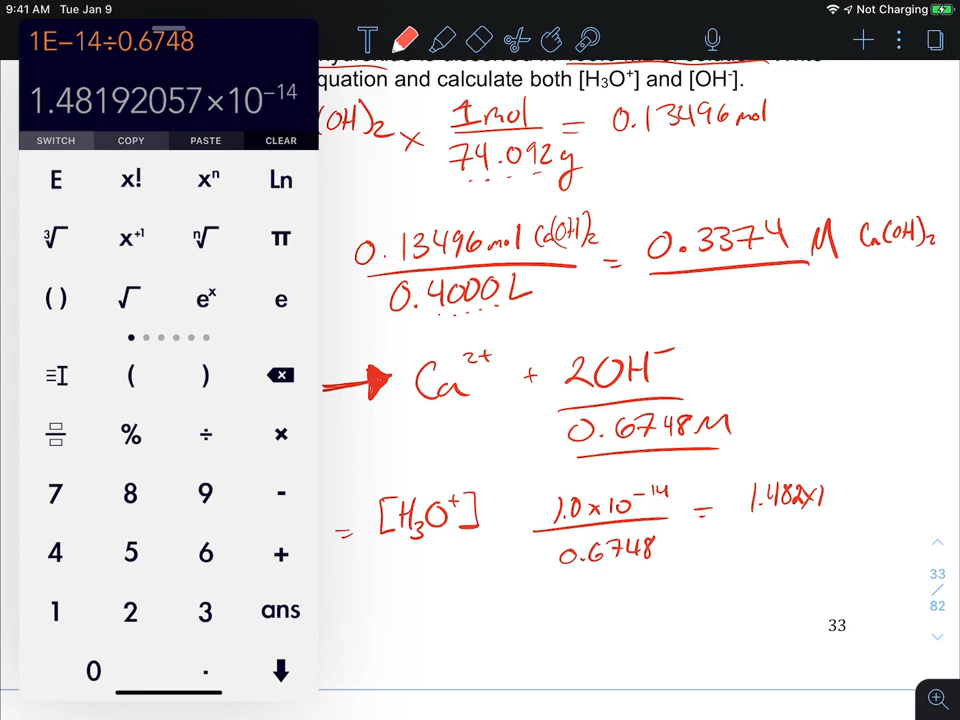 9:41 AM Tue Jan 9
Not Charging
1E−14÷0.6748
1.48192057×10⁻¹⁴
SWITCH COPY PASTE CLEAR
E x! xⁿ Ln
³√ x⁺¹ ⁿ√ π
( ) √ eˣ e
( )
% ÷ ×
7 8 9 -
4 5 6 +
1 2 3 ans
0 .
T
equation and calculate both [H₃O⁺] and [OH⁻].
(OH)₂ × 1 mol / 74.092 g = 0.13496 mol
0.13496 mol Ca(OH)₂ / 0.4000 L = 0.3374 M Ca(OH)₂
→ Ca²⁺ + 2OH⁻
0.6748 M
= [H₃O⁺] 1.0 × 10⁻¹⁴ / 0.6748 = 1.482×1
33
33
/
82